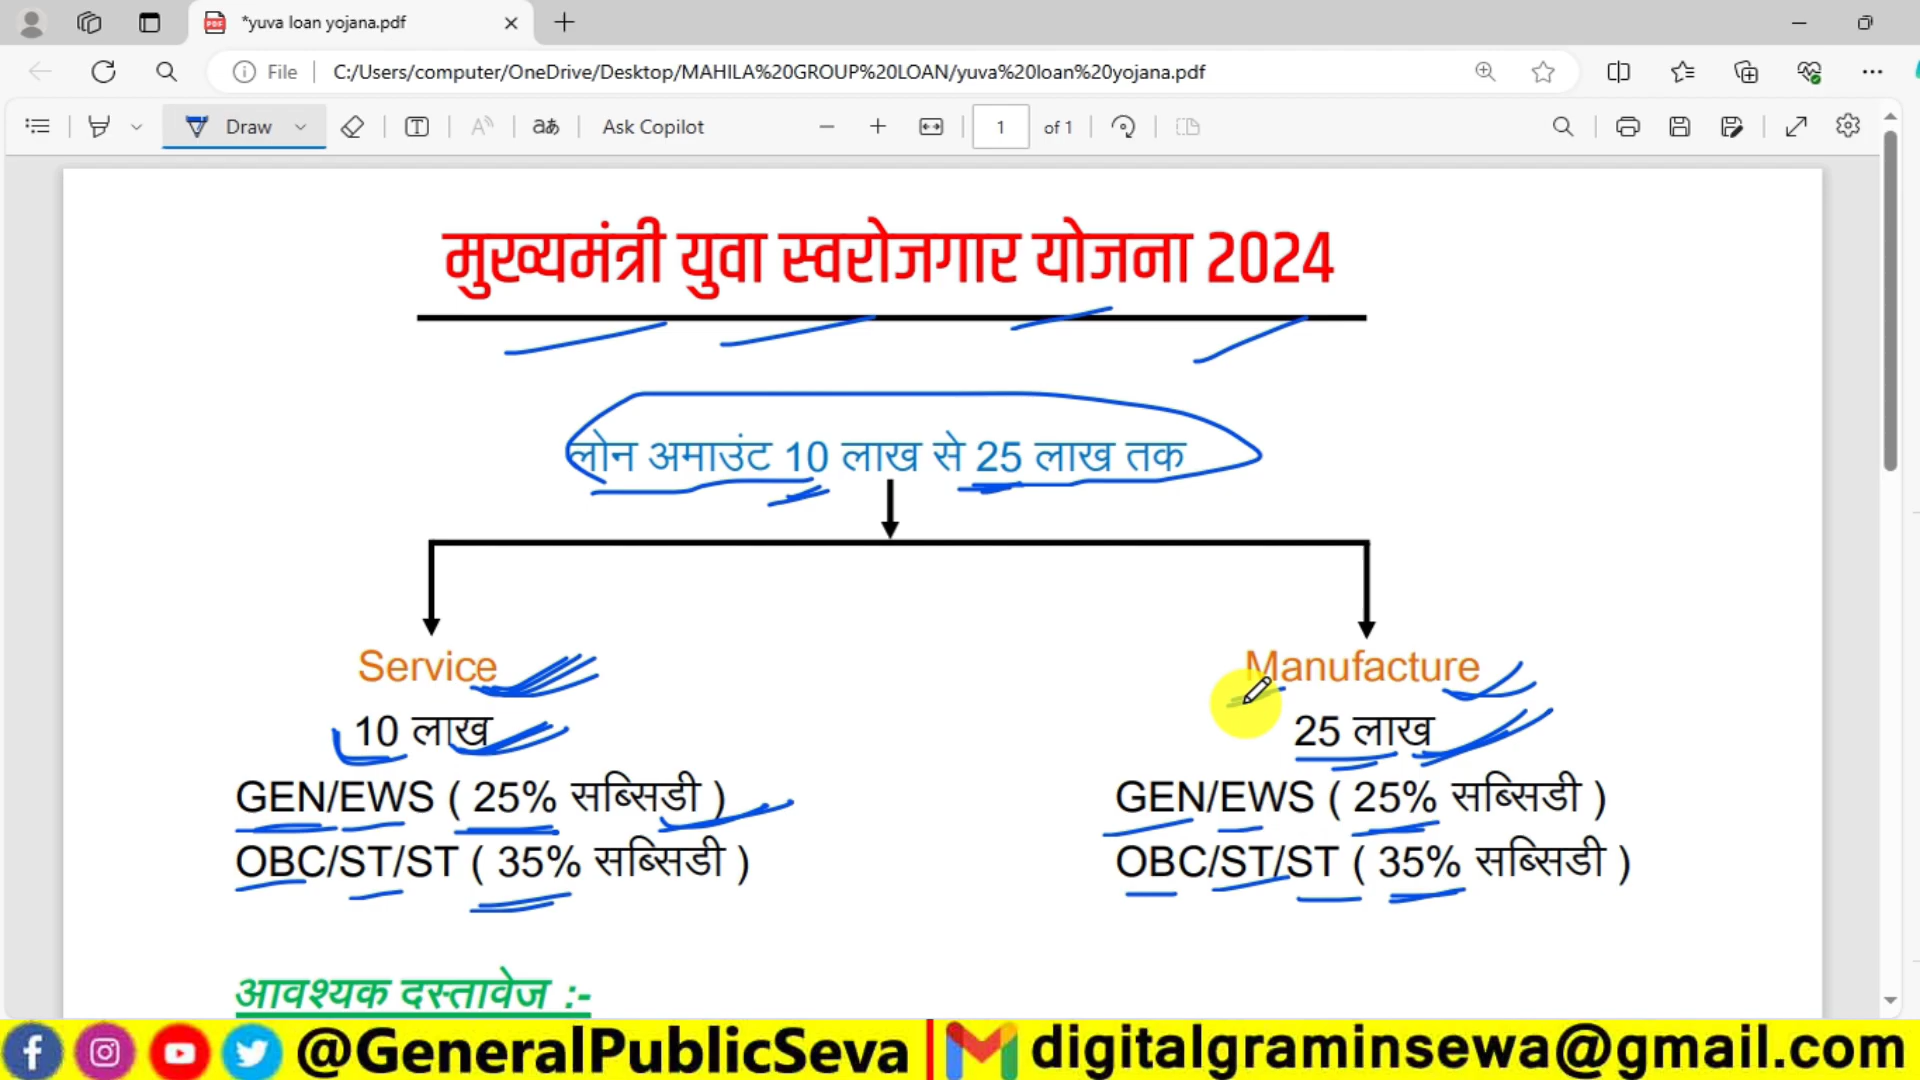 *yuva loan yojana.pdf
File
C:/Users/computer/OneDrive/Desktop/MAHILA%20GROUP%20LOAN/yuva%20loan%20yojana.pdf
Draw
aあ
Ask Copilot
1 of 1
मुख्यमंत्री युवा स्वरोजगार योजना 2024
लोन अमाउंट 10 लाख से 25 लाख तक
Service
Manufacture
10 लाख
25 लाख
GEN/EWS ( 25% सब्सिडी )
GEN/EWS ( 25% सब्सिडी )
OBC/ST/ST ( 35% सब्सिडी )
OBC/ST/ST ( 35% सब्सिडी )
आवश्यक दस्तावेज :-
@GeneralPublicSeva
digitalgraminsewa@gmail.com